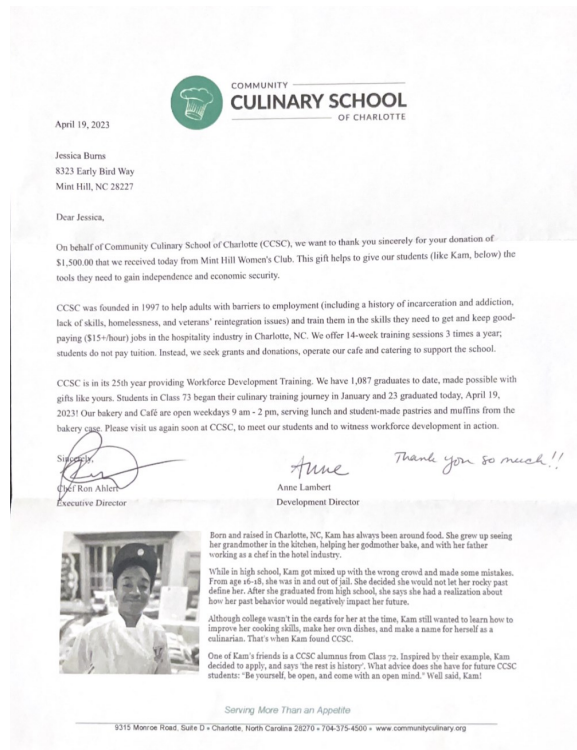 COMMUNITY
CULINARY SCHOOL
OF CHARLOTTE
April 19, 2023
Jessica Burns
8323 Early Bird Way
Mint Hill, NC 28227
Dear Jessica,
On behalf of Community Culinary School of Charlotte (CCSC), we want to thank you sincerely for your donation of
$1,500.00 that we received today from Mint Hill Women's Club. This gift helps to give our students (like Kam, below) the
tools they need to gain independence and economic security.
CCSC was founded in 1997 to help adults with barriers to employment (including a history of incarceration and addiction,
lack of skills, homelessness, and veterans' reintegration issues) and train them in the skills they need to get and keep good-
paying ($15+/hour) jobs in the hospitality industry in Charlotte, NC. We offer 14-week training sessions 3 times a year;
students do not pay tuition. Instead, we seek grants and donations, operate our cafe and catering to support the school.
CCSC is in its 25th year providing Workforce Development Training. We have 1,087 graduates to date, made possible with
gifts like yours. Students in Class 73 began their culinary training journey in January and 23 graduated today, April 19,
2023! Our bakery and Café are open weekdays 9 am - 2 pm, serving lunch and student-made pastries and muffins from the
bakery case. Please visit us again soon at CCSC, to meet our students and to witness workforce development in action.
Sincerely,
Anne
Thank you so much!!
Chef Ron Ahlert
Anne Lambert
Executive Director
Development Director
Born and raised in Charlotte, NC, Kam has always been around food. She grew up seeing
her grandmother in the kitchen, helping her godmother bake, and with her father
working as a chef in the hotel industry.
While in high school, Kam got mixed up with the wrong crowd and made some mistakes.
From age 16-18, she was in and out of jail. She decided she would not let her rocky past
define her. After she graduated from high school, she says she had a realization about
how her past behavior would negatively impact her future.
Although college wasn't in the cards for her at the time, Kam still wanted to learn how to
improve her cooking skills, make her own dishes, and make a name for herself as a
culinarian. That's when Kam found CCSC.
One of Kam's friends is a CCSC alumnus from Class 72. Inspired by their example, Kam
decided to apply, and says 'the rest is history'. What advice does she have for future CCSC
students: "Be yourself, be open, and come with an open mind." Well said, Kam!
Serving More Than an Appetite
9315 Monroe Road, Suite D • Charlotte, North Carolina 28270 • 704-375-4500 • www.communityculinary.org